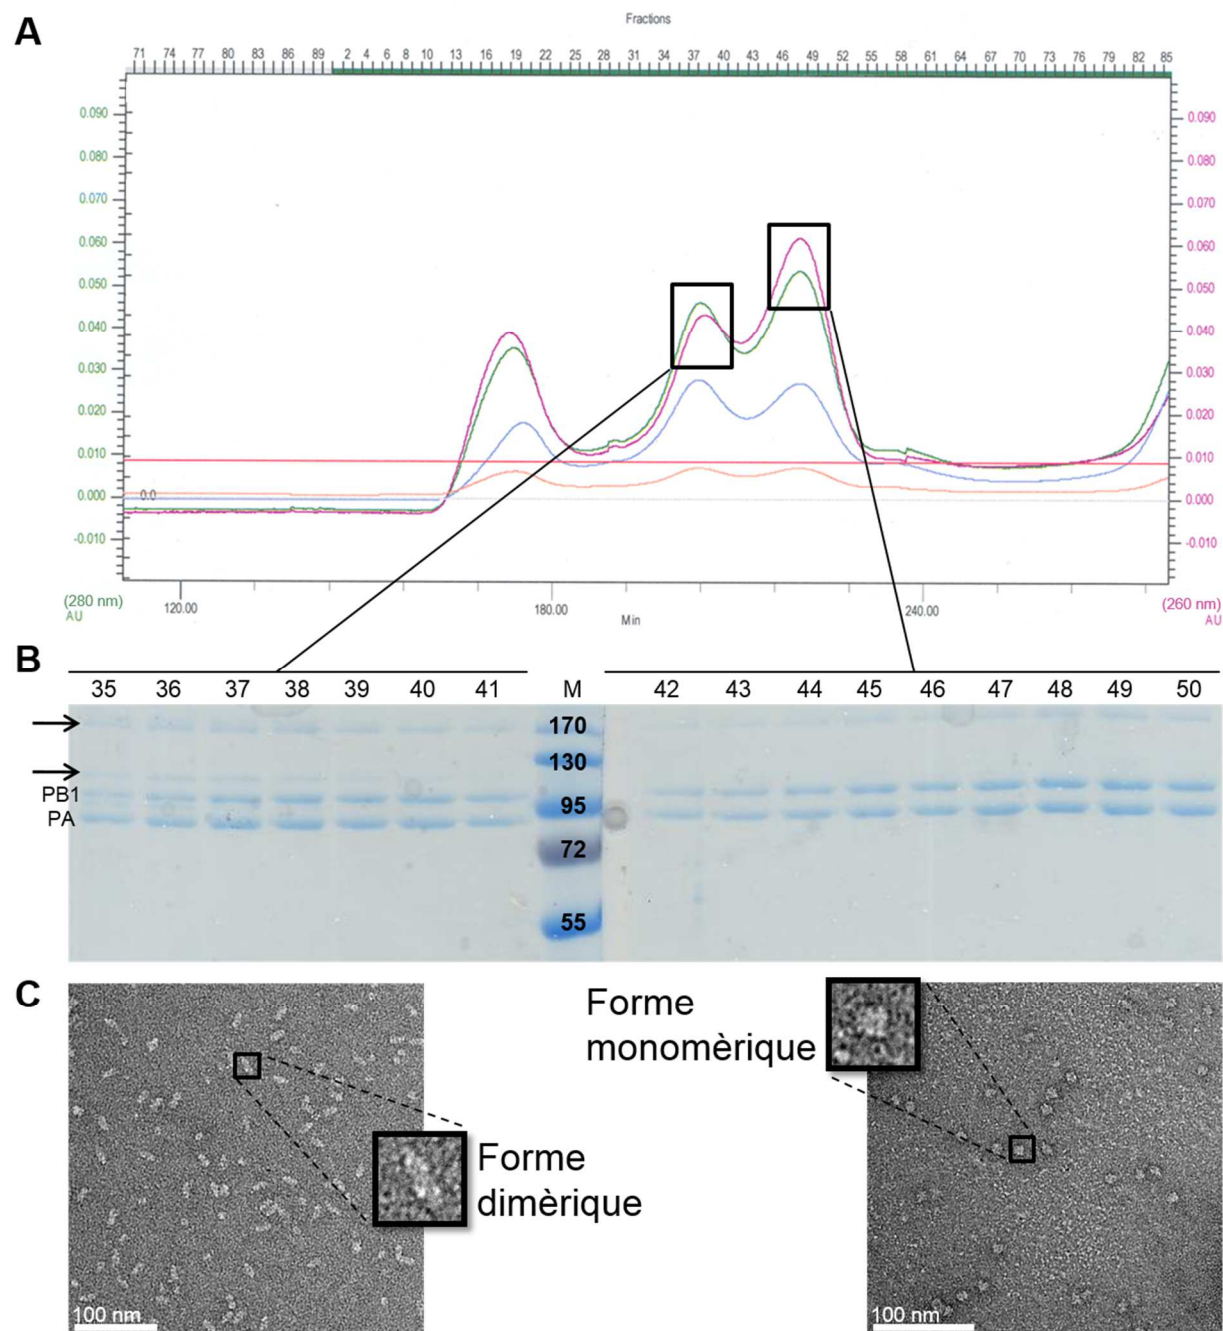 A
Fractions
71 74 77 80 83 86 89 2 4 6 8 10 13 16 19 22 25 28 31 34 37 40 43 46 49 52 55 58 61 64 67 70 73 76 79 82 85
0.090 0.090
0.080 0.080
0.070 0.070
0.060 0.060
0.050 0.050
0.040 0.040
0.030 0.030
0.020 0.020
0.010 0.010
0.000 0.0 0.000
-0.010 -0.010
(280 nm) 120.00 180.00 240.00 (260 nm)
AU Min AU
B
35 36 37 38 39 40 41 M 42 43 44 45 46 47 48 49 50
170
130
PB1
95
PA
72
55
C
Forme
monomèrique
Forme
dimèrique
100 nm
100 nm